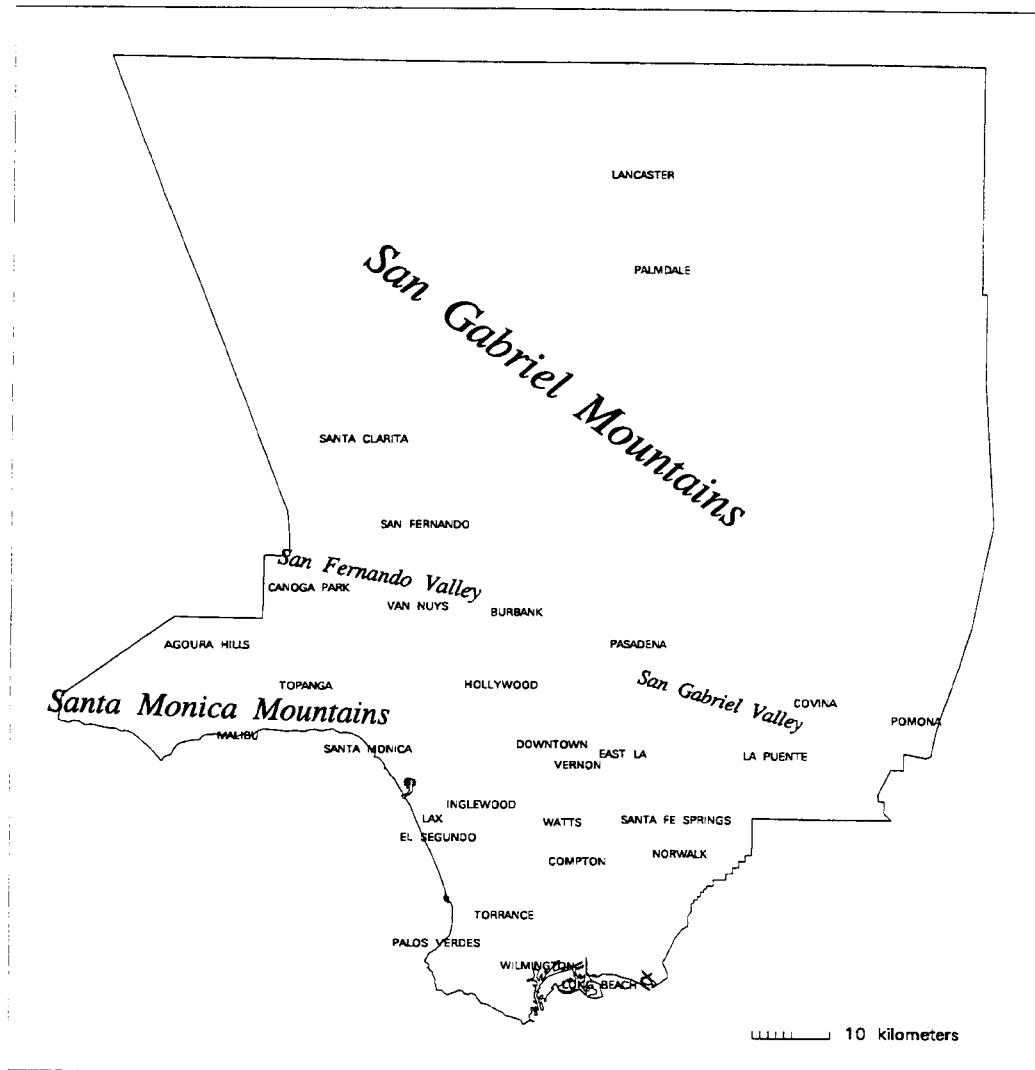 LANCASTER
San Gabriel Mountains
PALMDALE
SANTA CLARITA
SAN FERNANDO
San Fernando Valley
CANOGA PARK
VAN NUYS
BURBANK
AGOURA HILLS
PASADENA
TOPANGA
HOLLYWOOD
San Gabriel Valley
COVINA
Santa Monica Mountains
POMONA
MALIBU
SANTA MONICA
DOWNTOWN
EAST LA
LA PUENTE
VERNON
INGLEWOOD
LAX
WATTS
SANTA FE SPRINGS
EL SEGUNDO
COMPTON
NORWALK
TORRANCE
PALOS VERDES
WILMINGTON
LONG BEACH
10 kilometers